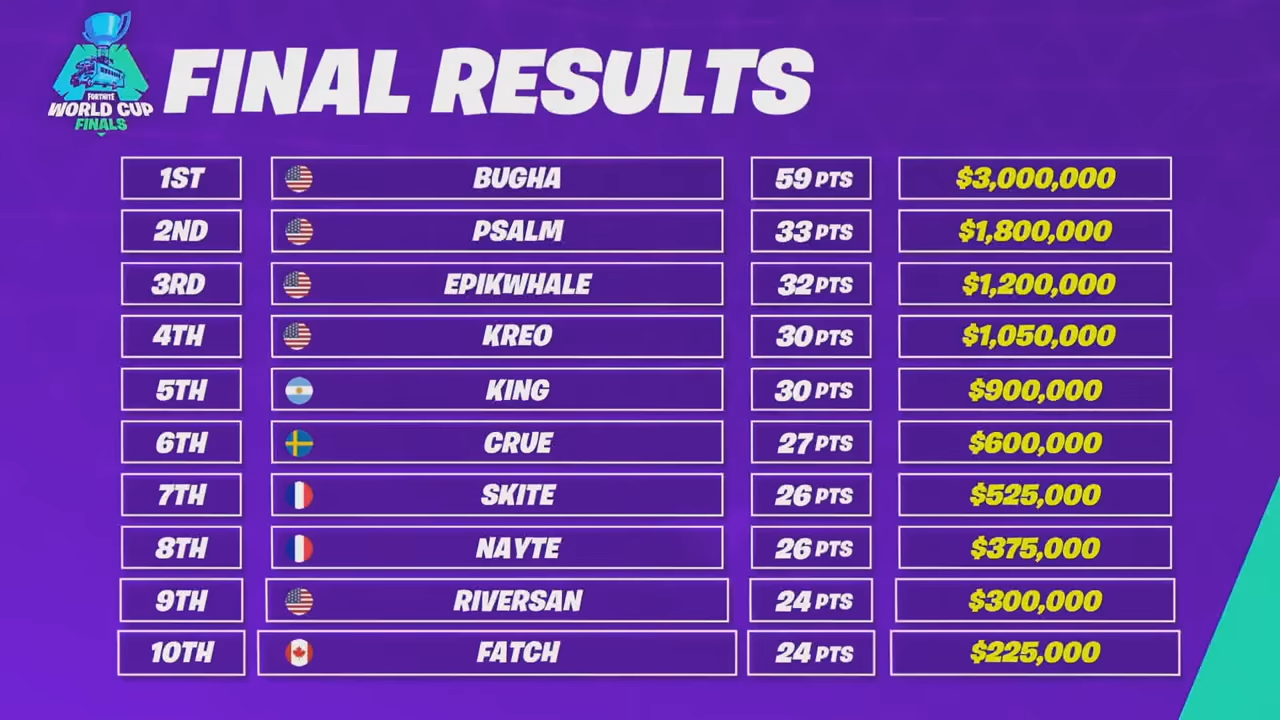 FORTNITE
WORLD CUP
FINALS
FINAL RESULTS
1ST BUGHA 59 PTS $3,000,000
2ND PSALM 33 PTS $1,800,000
3RD EPIKWHALE 32 PTS $1,200,000
4TH KREO 30 PTS $1,050,000
5TH KING 30 PTS $900,000
6TH CRUE 27 PTS $600,000
7TH SKITE 26 PTS $525,000
8TH NAYTE 26 PTS $375,000
9TH RIVERSAN 24 PTS $300,000
10TH FATCH 24 PTS $225,000